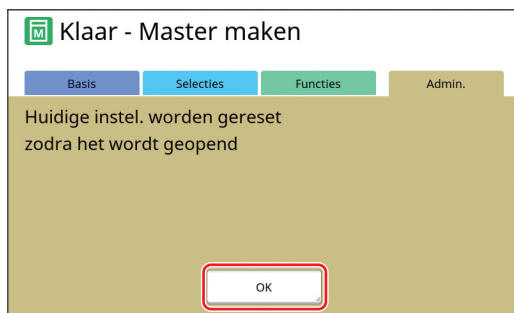 M
Klaar - Master maken
Basis
Selecties
Functies
Admin.
Huidige instel. worden gereset
zodra het wordt geopend
OK